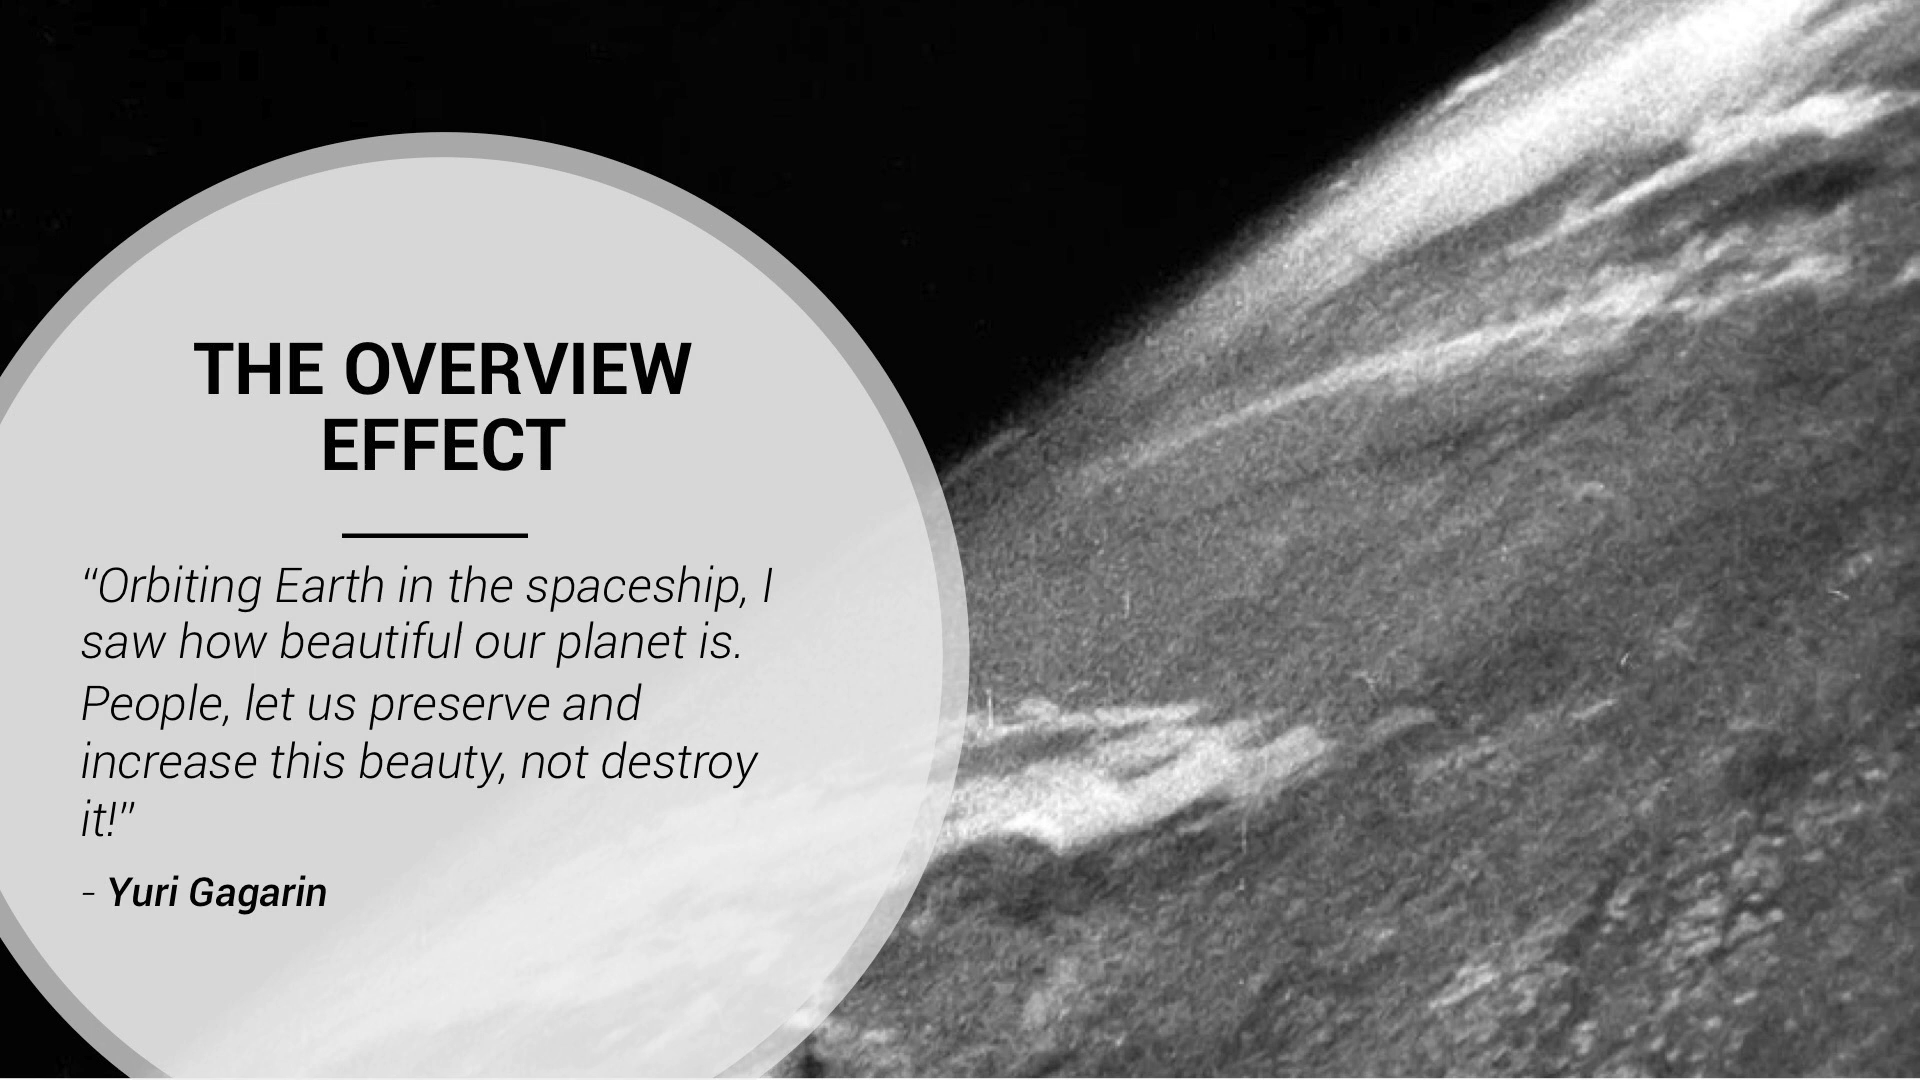 THE OVERVIEW
EFFECT
“Orbiting Earth in the spaceship, I
saw how beautiful our planet is.
People, let us preserve and
increase this beauty, not destroy
it!”
- Yuri Gagarin